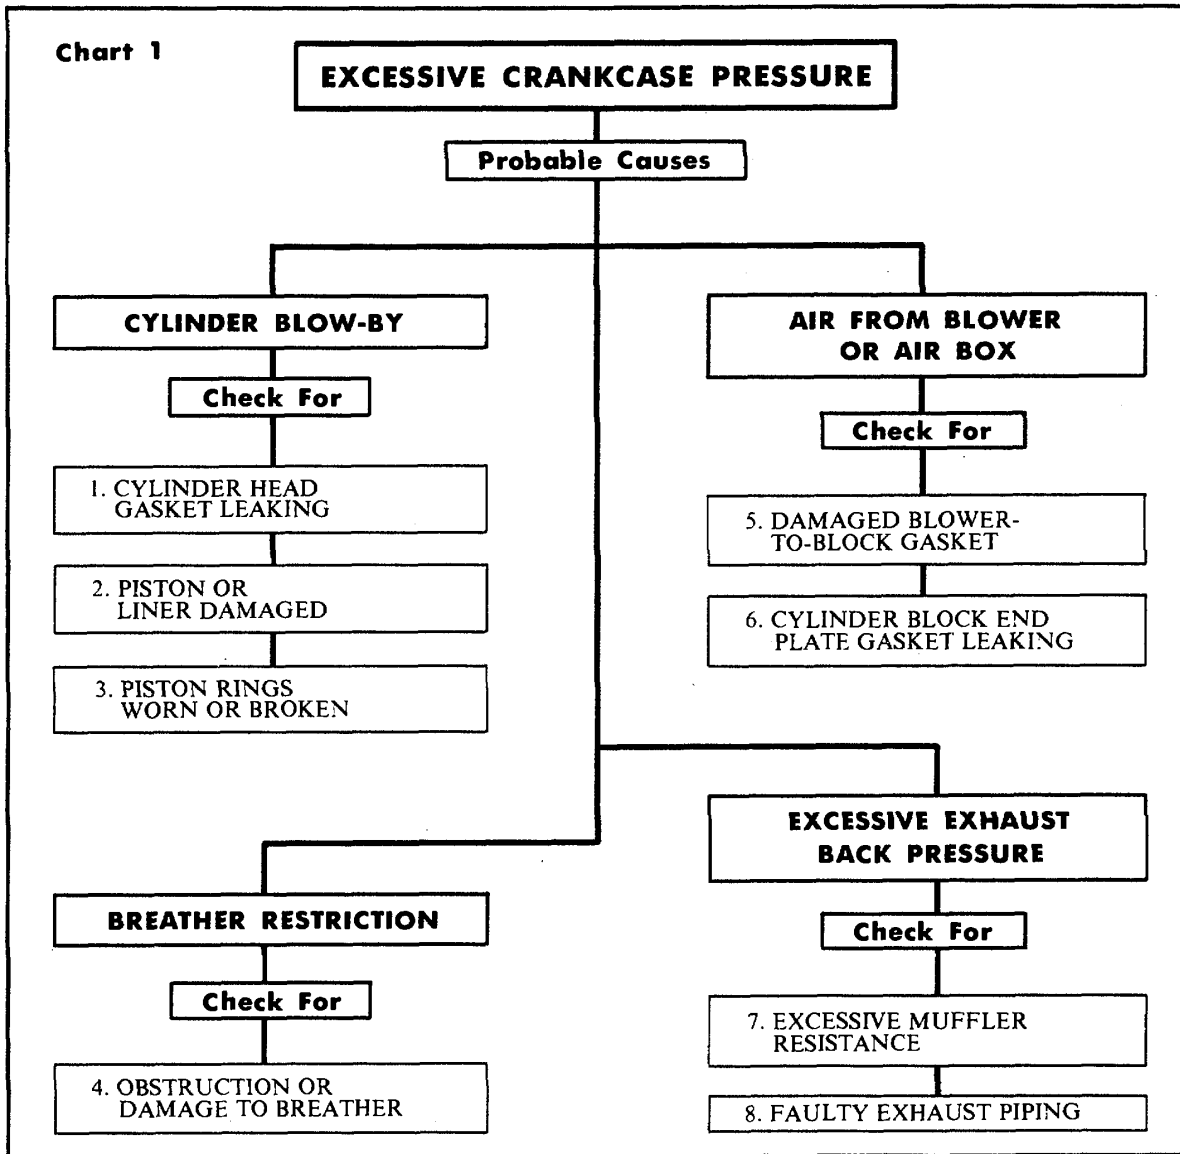 Chart 1
EXCESSIVE CRANKCASE PRESSURE
Probable Causes
CYLINDER BLOW-BY
Check For
1. CYLINDER HEAD
GASKET LEAKING
2. PISTON OR
LINER DAMAGED
3. PISTON RINGS
WORN OR BROKEN
AIR FROM BLOWER
OR AIR BOX
Check For
5. DAMAGED BLOWER-
TO-BLOCK GASKET
6. CYLINDER BLOCK END
PLATE GASKET LEAKING
BREATHER RESTRICTION
Check For
4. OBSTRUCTION OR
DAMAGE TO BREATHER
EXCESSIVE EXHAUST
BACK PRESSURE
Check For
7. EXCESSIVE MUFFLER
RESISTANCE
8. FAULTY EXHAUST PIPING